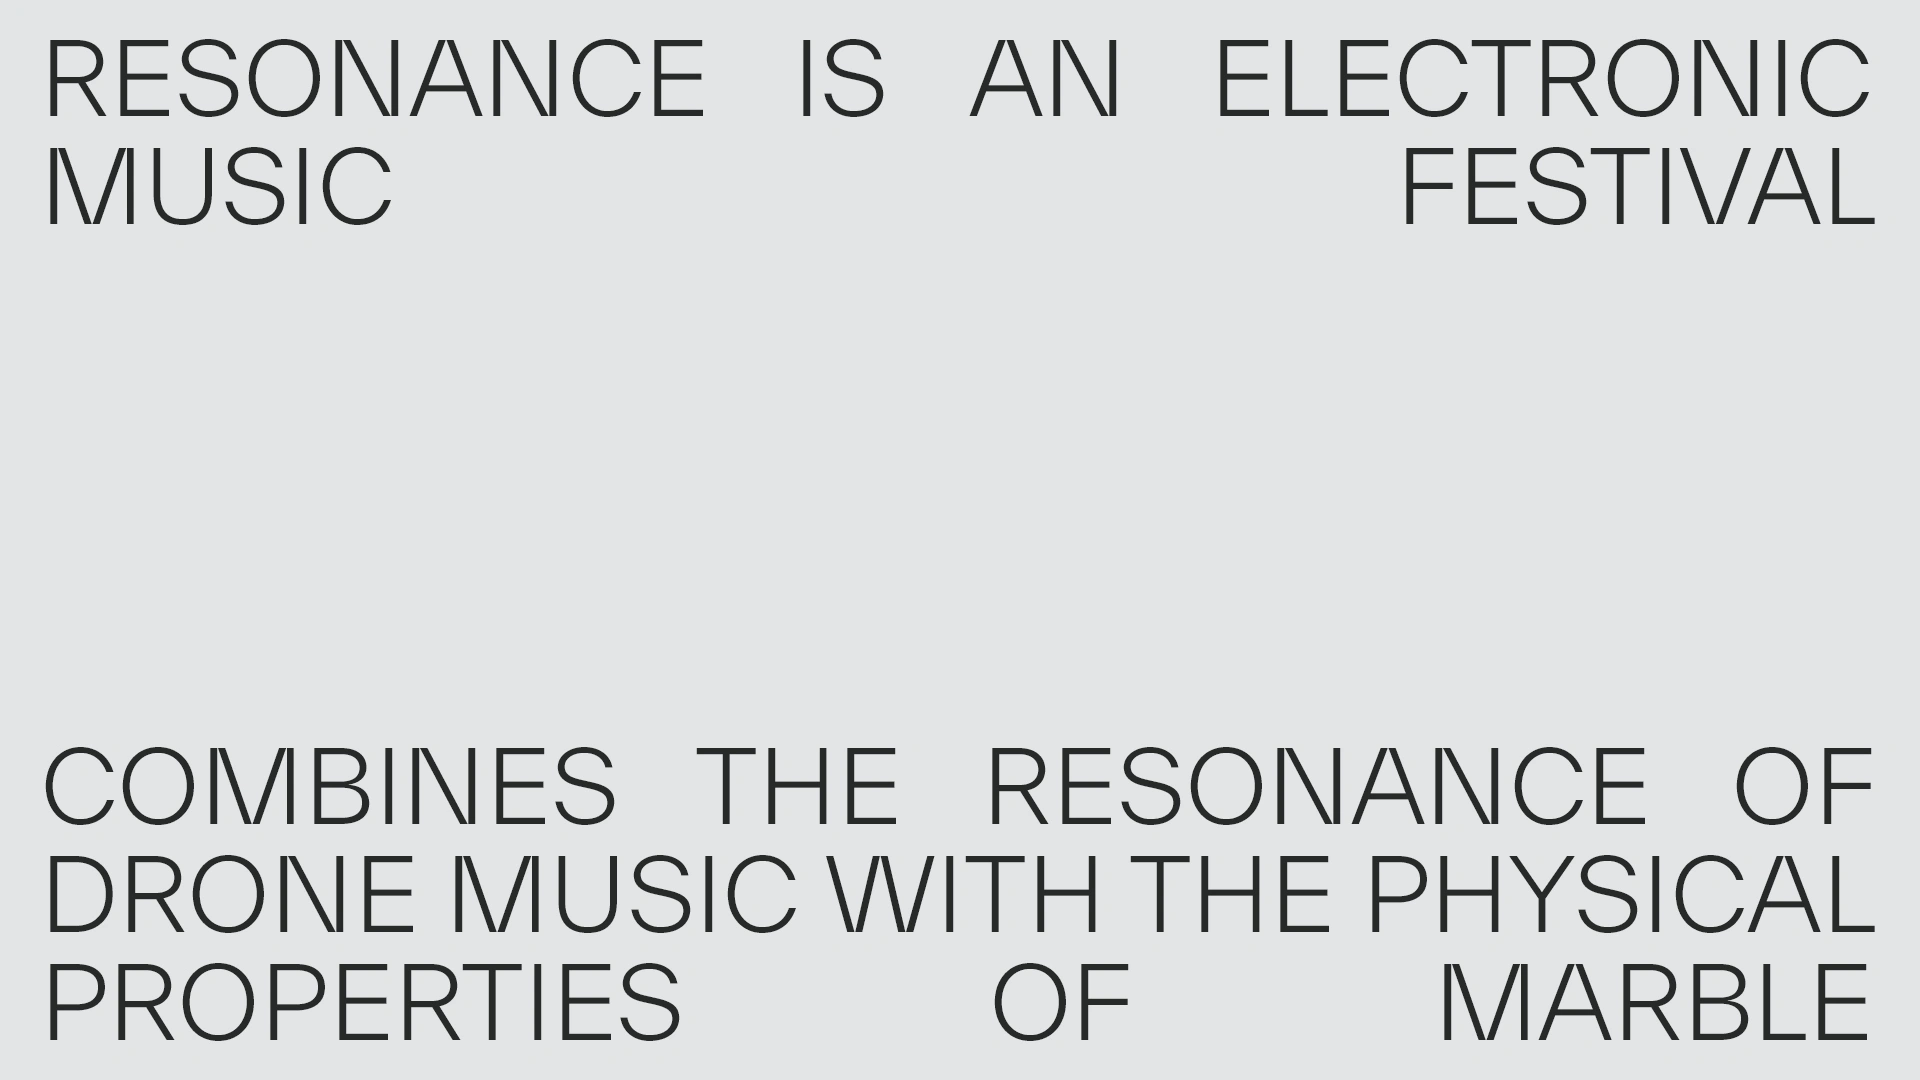 RESONANCE IS AN ELECTRONIC
MUSIC FESTIVAL
COMBINES THE RESONANCE OF
DRONE MUSIC WITH THE PHYSICAL
PROPERTIES OF MARBLE